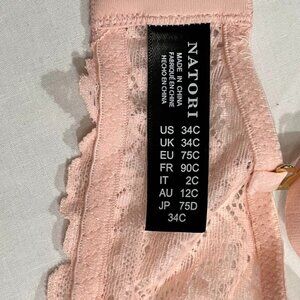 NATORI
MADE IN CHINA
FABRIQUÉ EN CHINE
HECHO EN CHINA
US 34C
UK 34C
EU 75C
FR 90C
IT 2C
AU 12C
JP 75D
34C